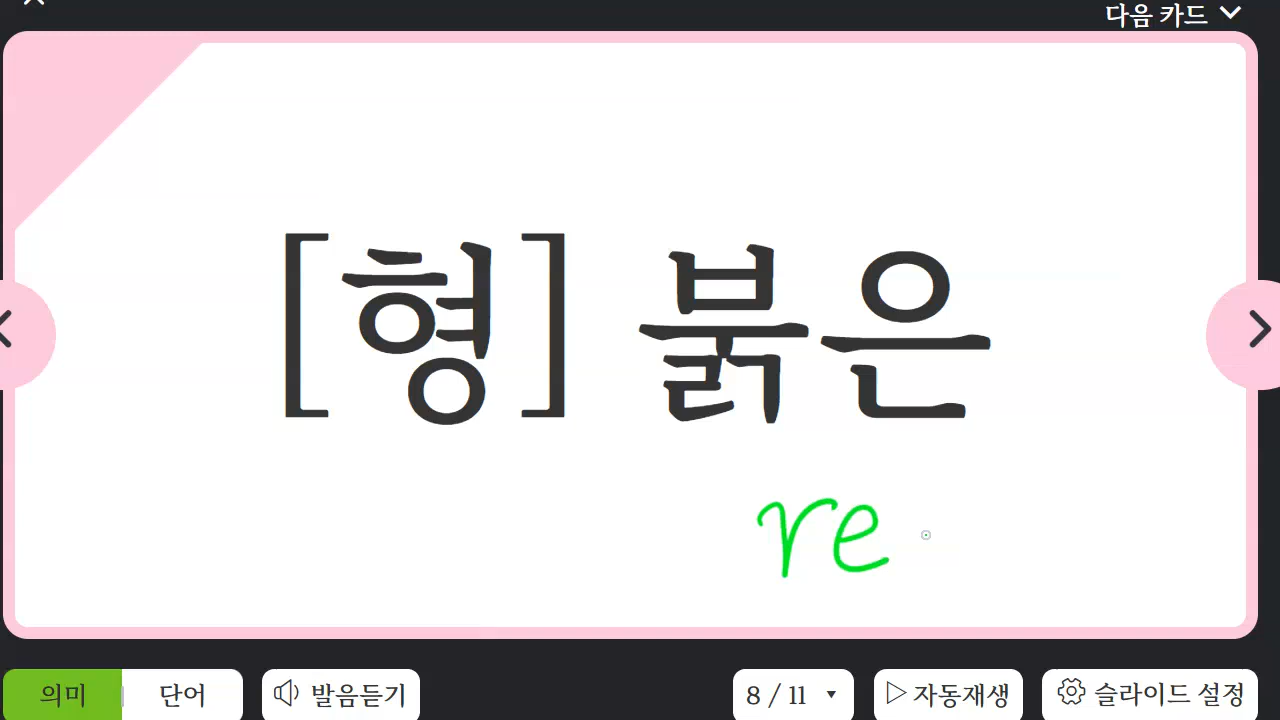 다음 카드
[형] 붉은
re
의미 단어 발음듣기 8 / 11 자동재생 슬라이드 설정